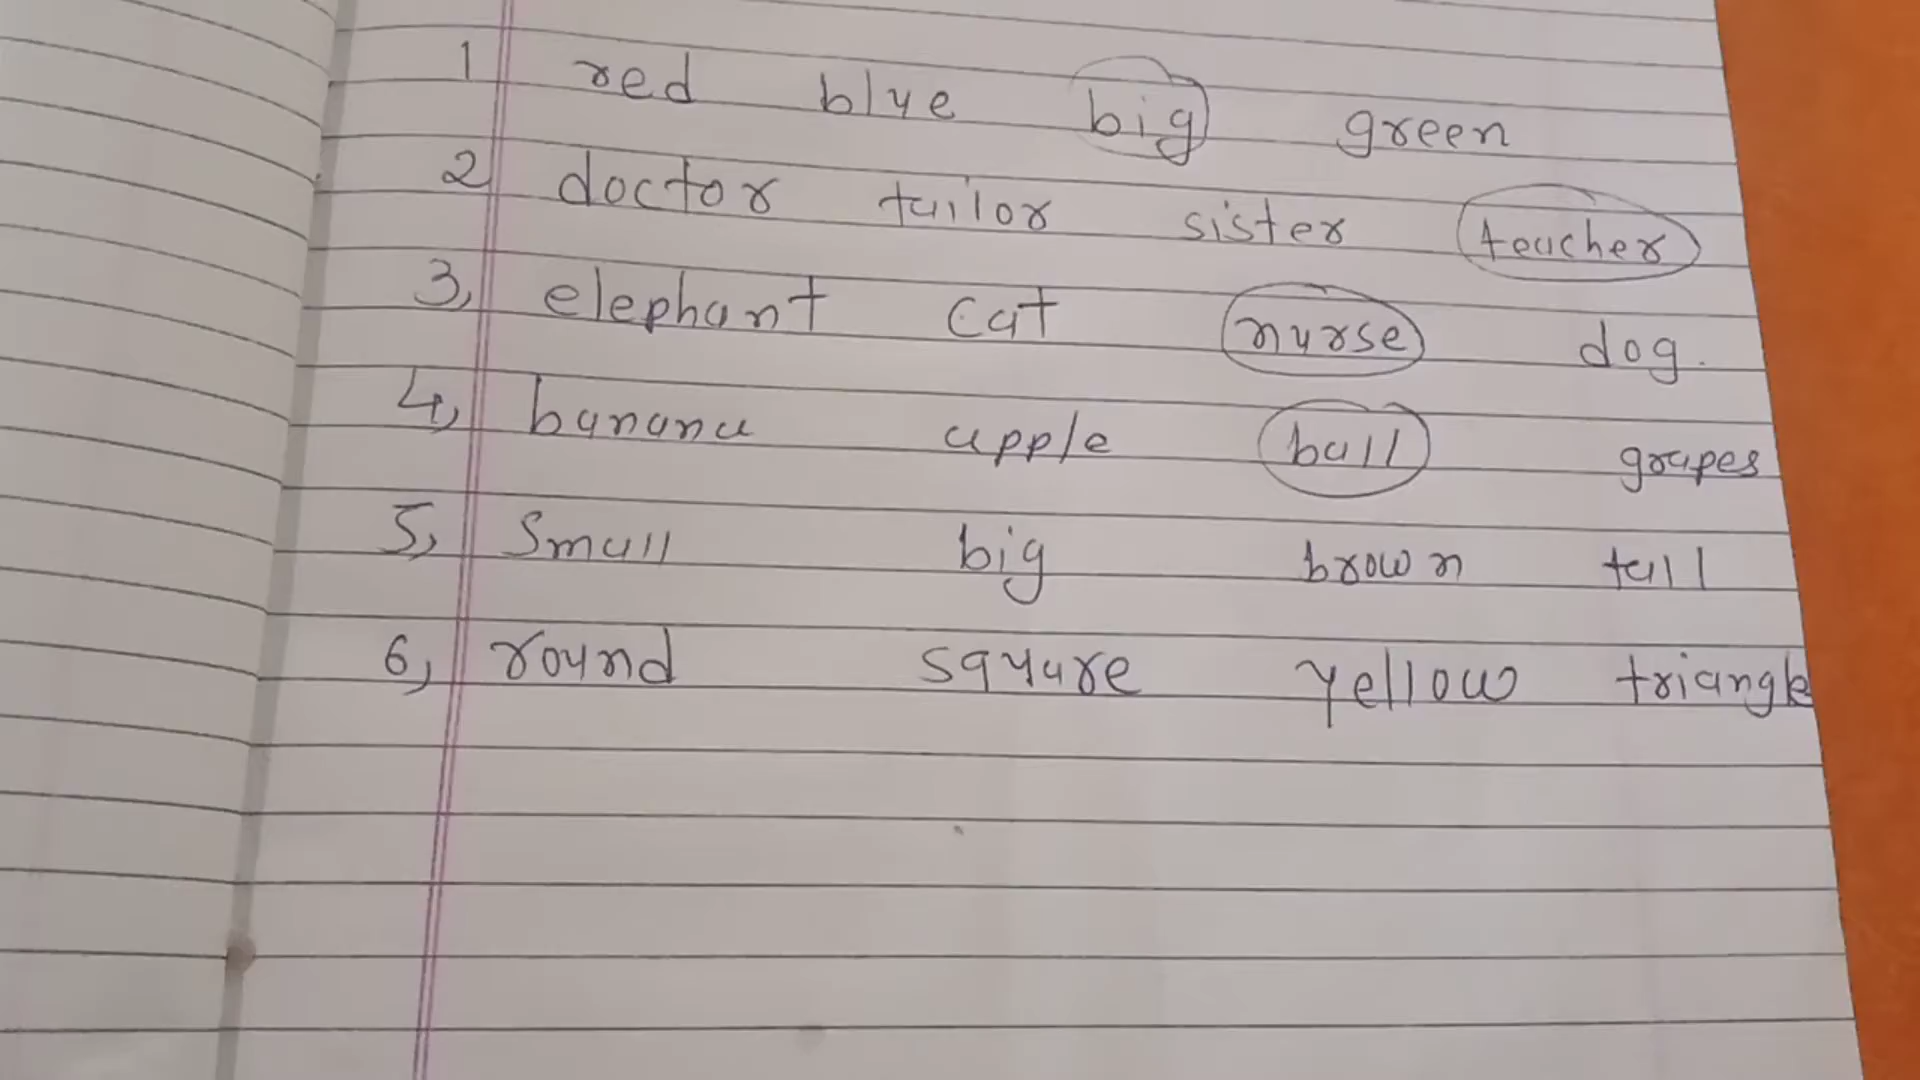 1 red blue big green
2 doctor tailor sister teacher
3, elephant cat nurse dog.
4, banana apple ball grapes
5, Small big brown tall
6, round square yellow triangle